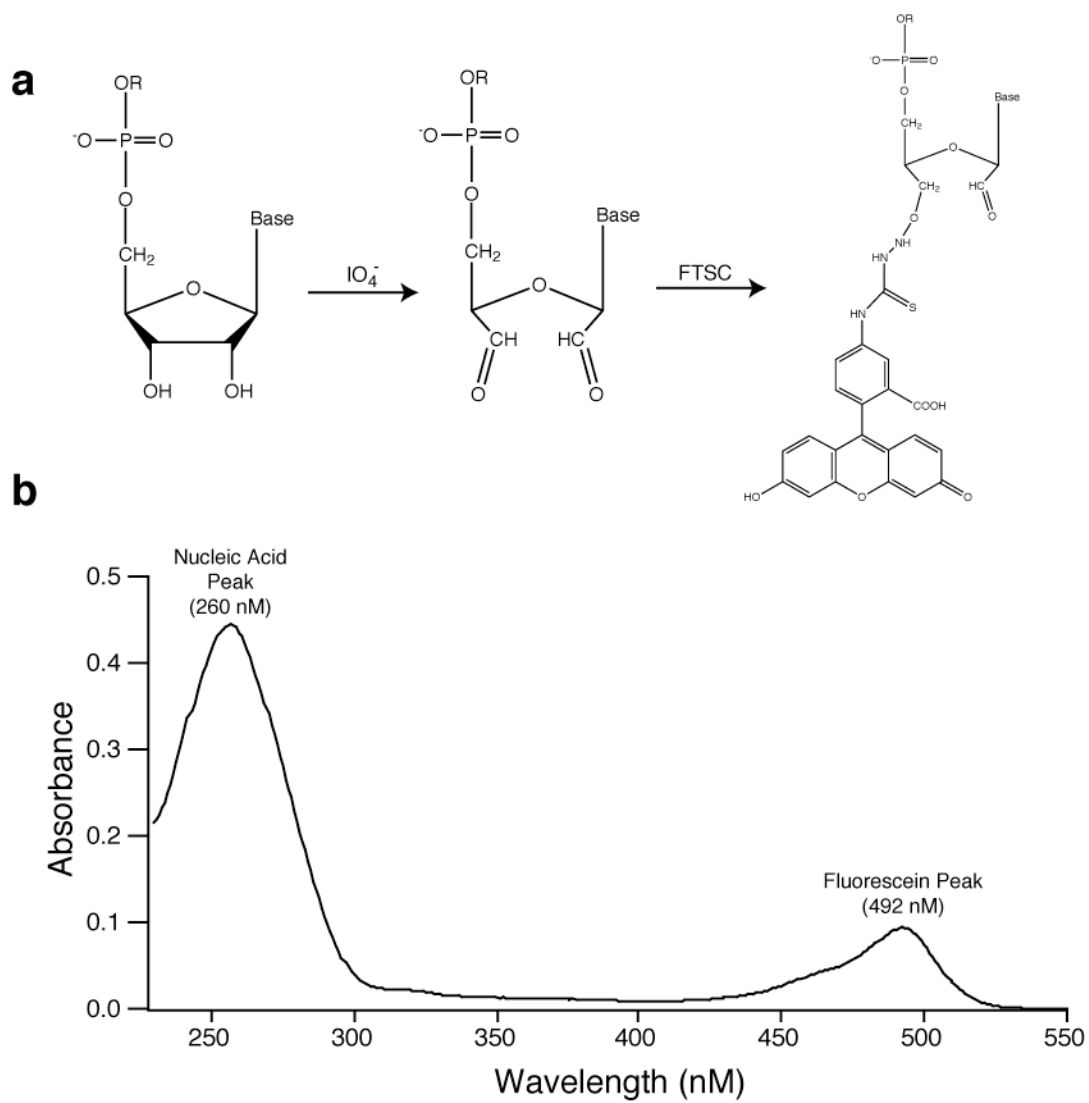 a
OR
⁻O
P
O
O
CH₂
Base
O
OH
OH
IO₄⁻
OR
⁻O
P
O
O
CH₂
Base
O
CH
HC
O
O
FTSC
OR
⁻O
P
O
O
CH₂
Base
O
CH₂
HC
O
O
NH
HN
S
HN
COOH
HO
O
O
b
Nucleic Acid
Peak
(260 nM)
Fluorescein Peak
(492 nM)
0.5
0.4
0.3
0.2
0.1
0.0
Absorbance
250
300
350
400
450
500
550
Wavelength (nM)